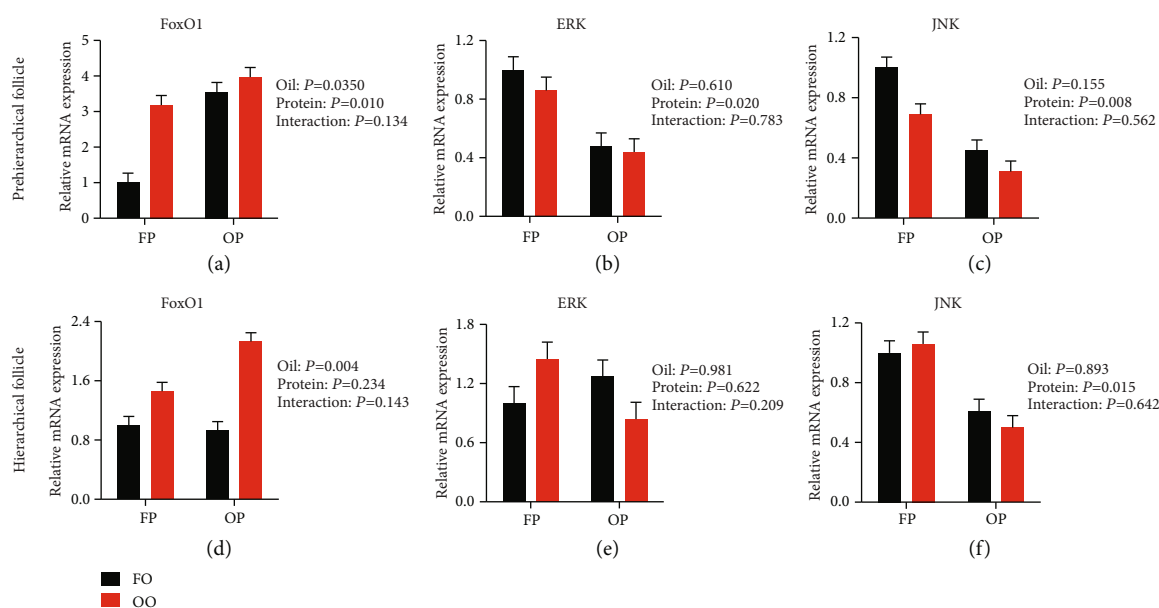 Prehierarchical follicle
FoxO1
Relative mRNA expression
5
4
3
2
1
0
FP
OP
Oil: P=0.0350
Protein: P=0.010
Interaction: P=0.134
(a)
ERK
Relative mRNA expression
1.2
0.8
0.4
0.0
FP
OP
Oil: P=0.610
Protein: P=0.020
Interaction: P=0.783
(b)
JNK
Relative mRNA expression
1.2
0.8
0.4
0.0
FP
OP
Oil: P=0.155
Protein: P=0.008
Interaction: P=0.562
(c)
Hierarchical follicle
FoxO1
Relative mRNA expression
2.4
1.6
0.8
0.0
FP
OP
Oil: P=0.004
Protein: P=0.234
Interaction: P=0.143
(d)
ERK
Relative mRNA expression
1.8
1.2
0.6
0.0
FP
OP
Oil: P=0.981
Protein: P=0.622
Interaction: P=0.209
(e)
JNK
Relative mRNA expression
1.2
0.8
0.4
0.0
FP
OP
Oil: P=0.893
Protein: P=0.015
Interaction: P=0.642
(f)
FO
OO